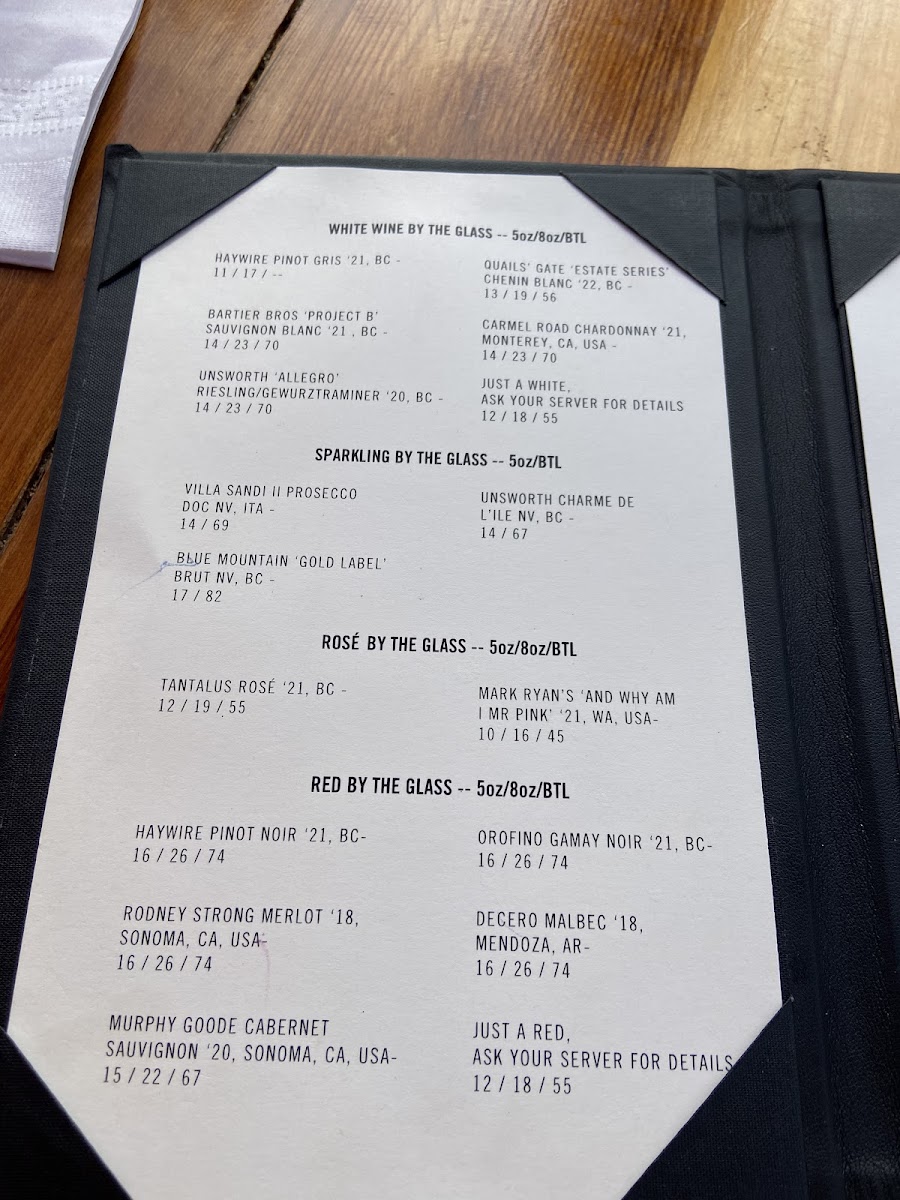 WHITE WINE BY THE GLASS -- 5oz/8oz/BTL
HAYWIRE PINOT GRIS '21, BC -
11 / 17 / --
QUAILS' GATE 'ESTATE SERIES'
CHENIN BLANC '22, BC -
13 / 19 / 56
BARTIER BROS 'PROJECT B'
SAUVIGNON BLANC '21 , BC -
14 / 23 / 70
CARMEL ROAD CHARDONNAY '21,
MONTEREY, CA, USA -
14 / 23 / 70
UNSWORTH 'ALLEGRO'
RIESLING/GEWURZTRAMINER '20, BC -
14 / 23 / 70
JUST A WHITE,
ASK YOUR SERVER FOR DETAILS
12 / 18 / 55
SPARKLING BY THE GLASS -- 5oz/BTL
VILLA SANDI II PROSECCO
DOC NV, ITA -
14 / 69
UNSWORTH CHARME DE
L'ILE NV, BC -
14 / 67
BLUE MOUNTAIN 'GOLD LABEL'
BRUT NV, BC -
17 / 82
ROSÉ BY THE GLASS -- 5oz/8oz/BTL
TANTALUS ROSÉ '21, BC -
12 / 19 / 55
MARK RYAN'S 'AND WHY AM
I MR PINK' '21, WA, USA-
10 / 16 / 45
RED BY THE GLASS -- 5oz/8oz/BTL
HAYWIRE PINOT NOIR '21, BC-
16 / 26 / 74
OROFINO GAMAY NOIR '21, BC-
16 / 26 / 74
RODNEY STRONG MERLOT '18,
SONOMA, CA, USA-
16 / 26 / 74
DECERO MALBEC '18,
MENDOZA, AR-
16 / 26 / 74
MURPHY GOODE CABERNET
SAUVIGNON '20, SONOMA, CA, USA-
15 / 22 / 67
JUST A RED,
ASK YOUR SERVER FOR DETAILS
12 / 18 / 55